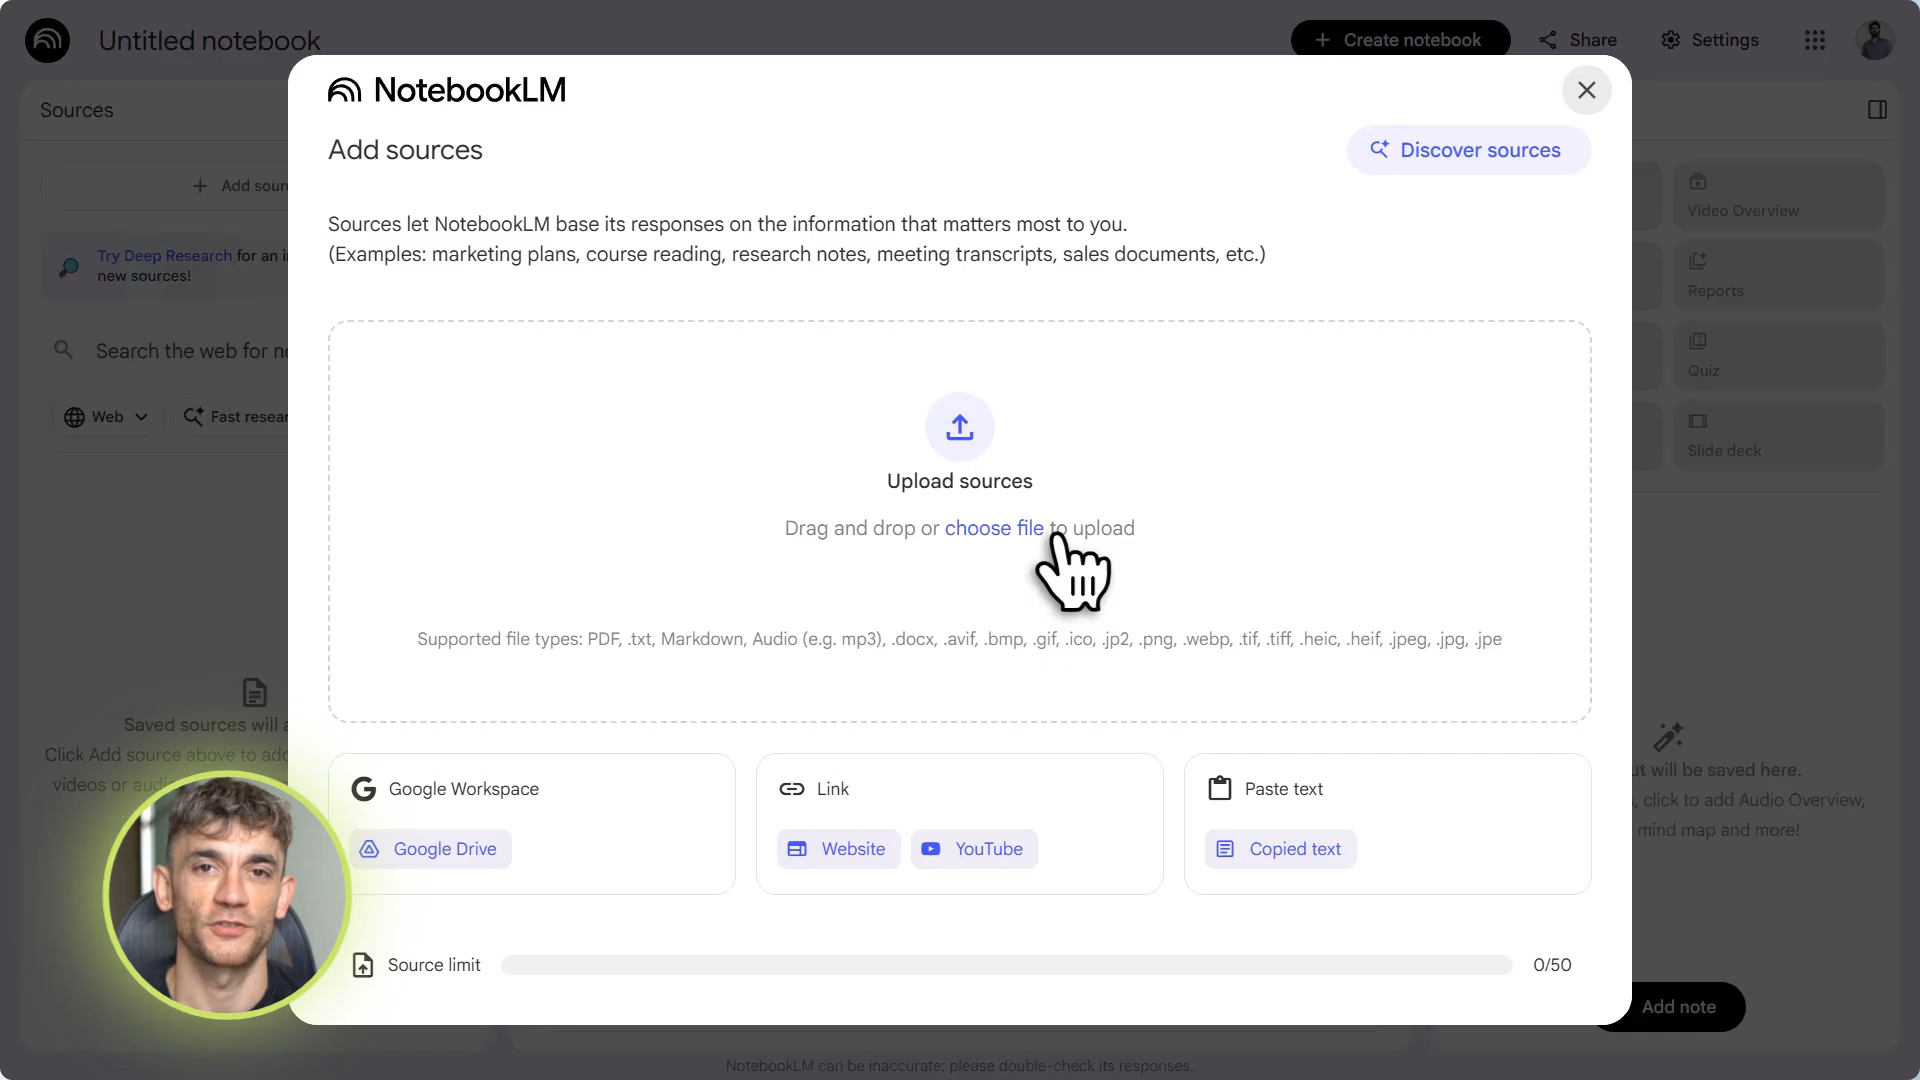 Untitled notebook
Create notebook
Share
Settings
Sources
NotebookLM
Add sources
Discover sources
Sources let NotebookLM base its responses on the information that matters most to you.
(Examples: marketing plans, course reading, research notes, meeting transcripts, sales documents, etc.)
Add
Try Deep Research for an
new sources!
Search the web for
Web
Fast
Upload sources
Drag and drop or choose file to upload
Supported file types: PDF, .txt, Markdown, Audio (e.g. mp3), .docx, .avif, .bmp, .gif, .ico, .jp2, .png, .webp, .tif, .tiff, .heic, .heif, .jpeg, .jpg, .jpe
Video Overview
Reports
Quiz
Slide deck
Saved sources will
Click Add source above to add
videos or
Google Workspace
Google Drive
Link
Website
YouTube
Paste text
Copied text
will be saved here.
click to add Audio Overview,
mind map and more!
Source limit
0/50
Add note
NotebookLM can be inaccurate; please double-check its responses.